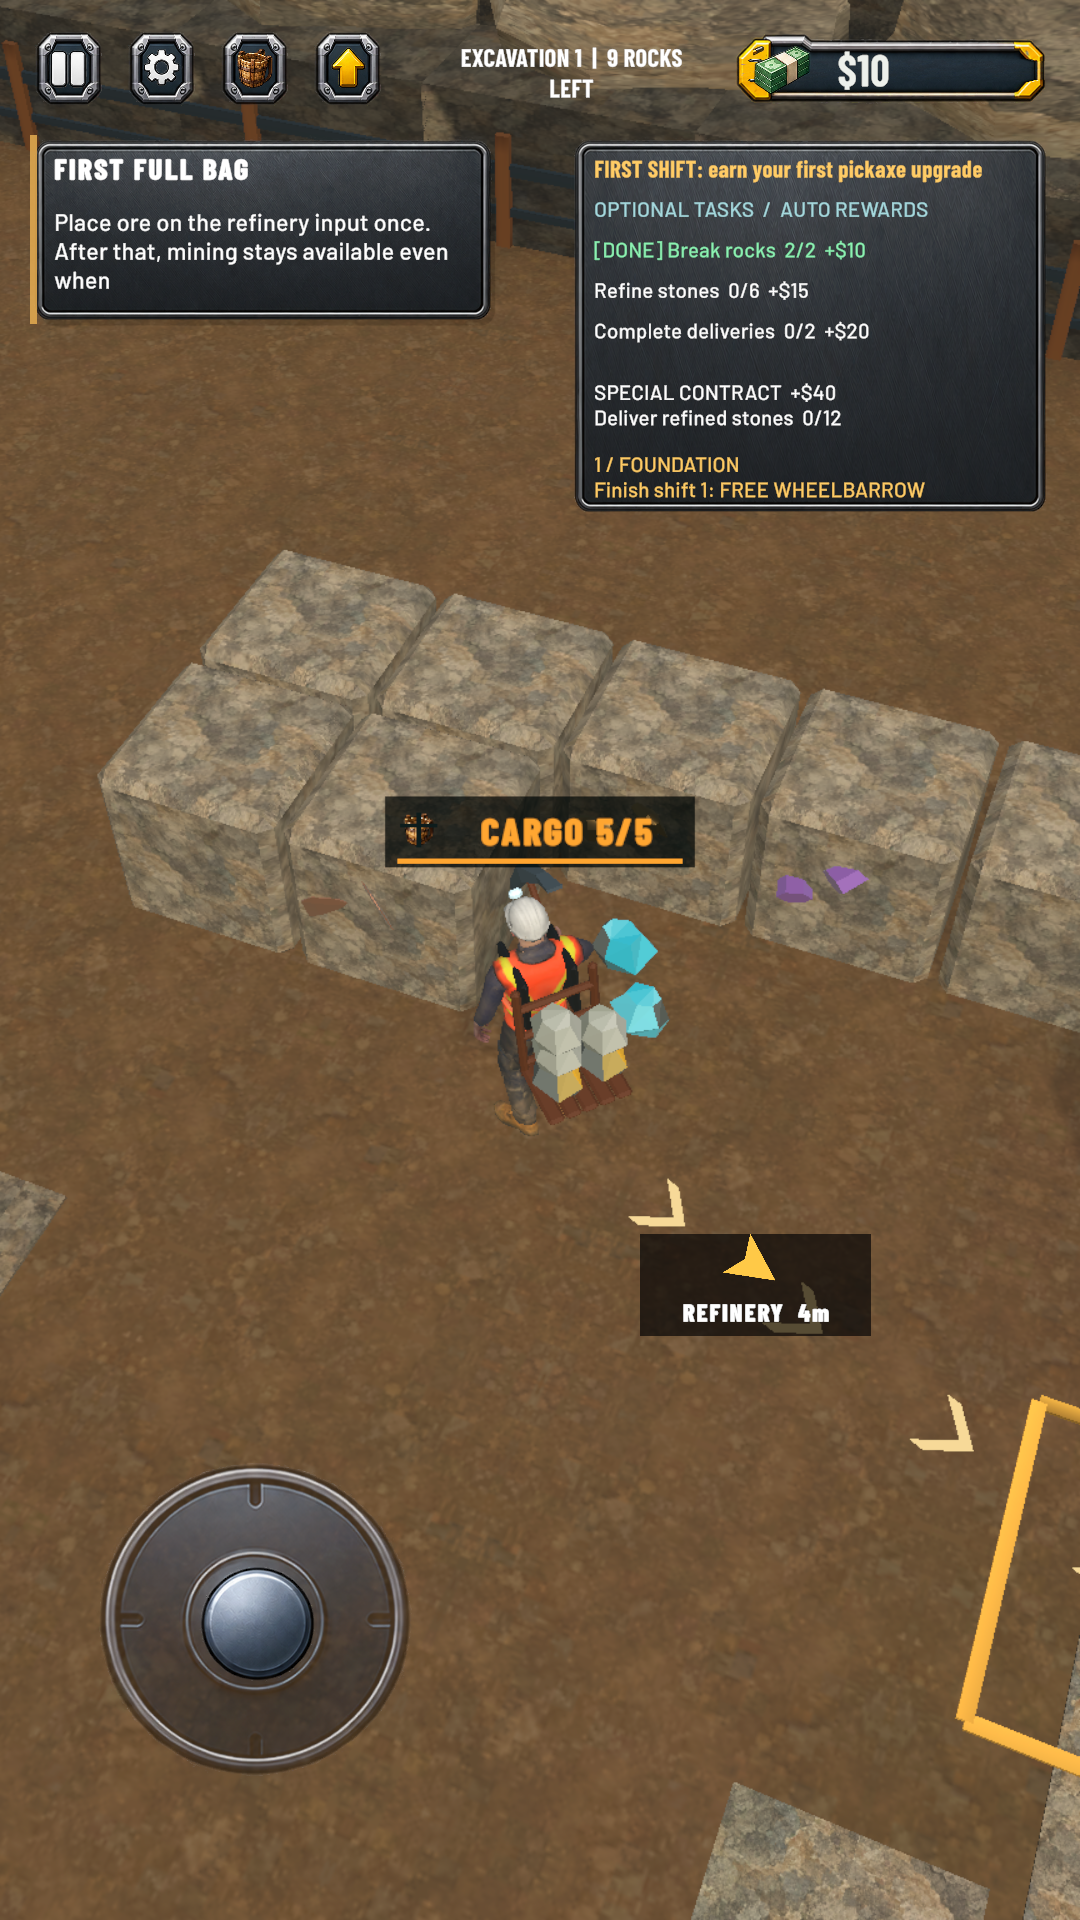 EXCAVATION 1 | 9 ROCKS
LEFT
$10
FIRST FULL BAG
Place ore on the refinery input once.
After that, mining stays available even
when
FIRST SHIFT: earn your first pickaxe upgrade
OPTIONAL TASKS / AUTO REWARDS
[DONE] Break rocks 2/2 +$10
Refine stones 0/6 +$15
Complete deliveries 0/2 +$20
SPECIAL CONTRACT +$40
Deliver refined stones 0/12
1 / FOUNDATION
Finish shift 1: FREE WHEELBARROW
CARGO 5/5
REFINERY 4m